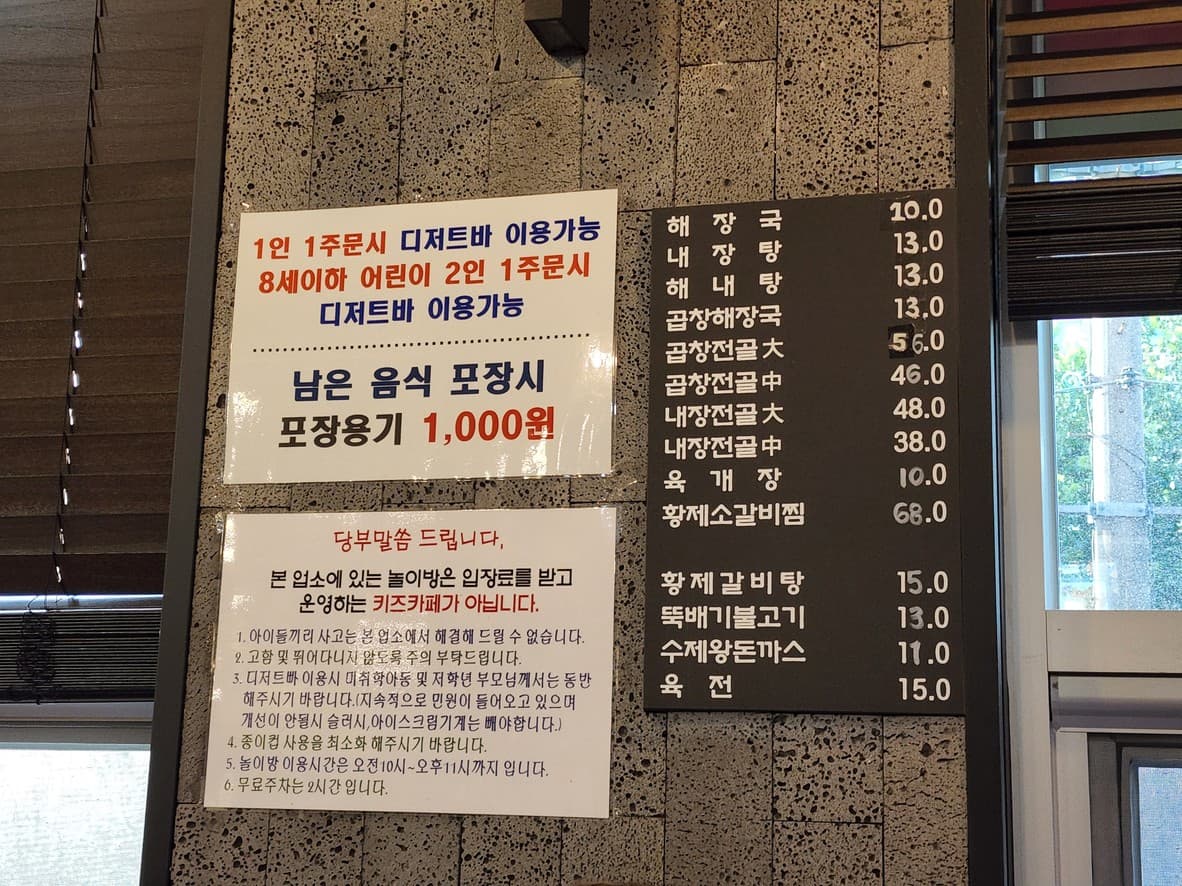 1인 1주문시 디저트바 이용가능
8세이하 어린이 2인 1주문시
디저트바 이용가능
남은 음식 포장시
포장용기 1,000원
당부말씀 드립니다.
본 업소에 있는 놀이방은 입장료를 받고
운영하는 키즈카페가 아닙니다.
1. 아이들끼리 사고는 본 업소에서 해결해 드릴 수 없습니다.
2. 고함 및 뛰어다니지 않도록 주의 부탁드립니다.
3. 디저트빠 이용시 미취학아동 및 저학년 부모님께서는 동반
해주시기 바랍니다.(지속적으로 민원이 들어오고 있으며
개선이 안될시 슬러시,아이스크림기계는 빼야합니다.)
4. 종이컵 사용을 최소화 해주시기 바랍니다.
5. 놀이방 이용시간은 오전10시~오후11시까지 입니다.
6. 무료주차는 2시간 입니다.
해장국 10.0
내장탕 13.0
해내탕 13.0
곱창해장국 13.0
곱창전골大 56.0
곱창전골中 46.0
내장전골大 48.0
내장전골中 38.0
육개장 10.0
황제소갈비찜 68.0
황제갈비탕 15.0
뚝배기불고기 13.0
수제왕돈까스 11.0
육전 15.0